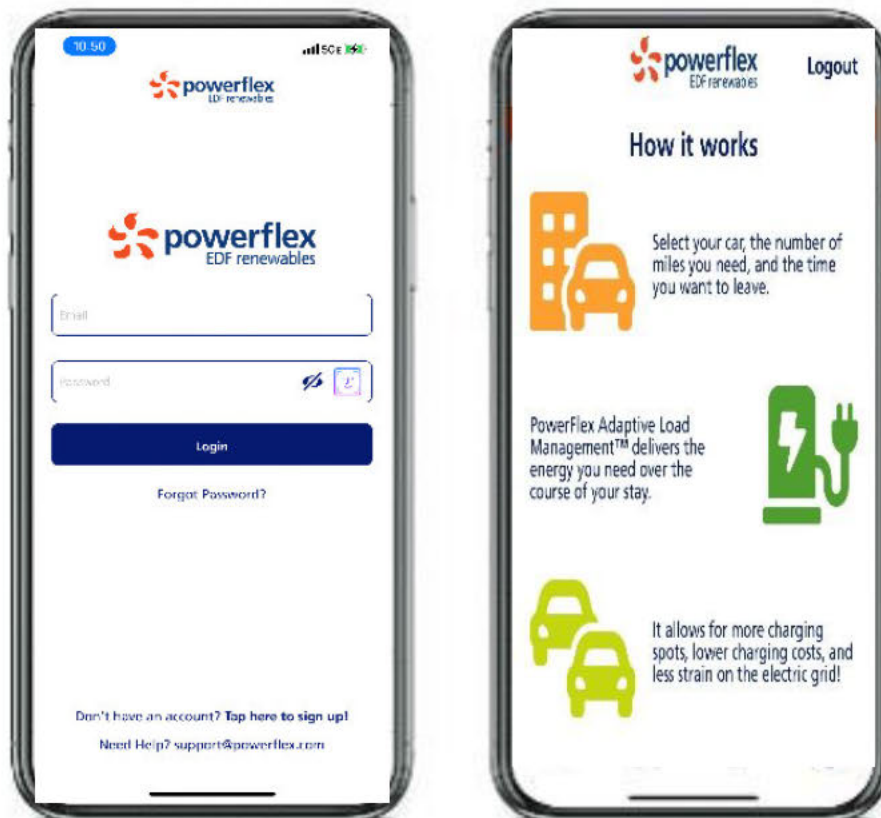 10:50
5G E
powerflex
EDF renewables
powerflex
EDF renewables
Email
Password
Login
Forgot Password?
Don't have an account? Tap here to sign up!
Need Help? support@powerflex.com
powerflex
EDF renewables
Logout
How it works
Select your car, the number of
miles you need, and the time
you want to leave.
PowerFlex Adaptive Load
Management™ delivers the
energy you need over the
course of your stay.
It allows for more charging
spots, lower charging costs, and
less strain on the electric grid!